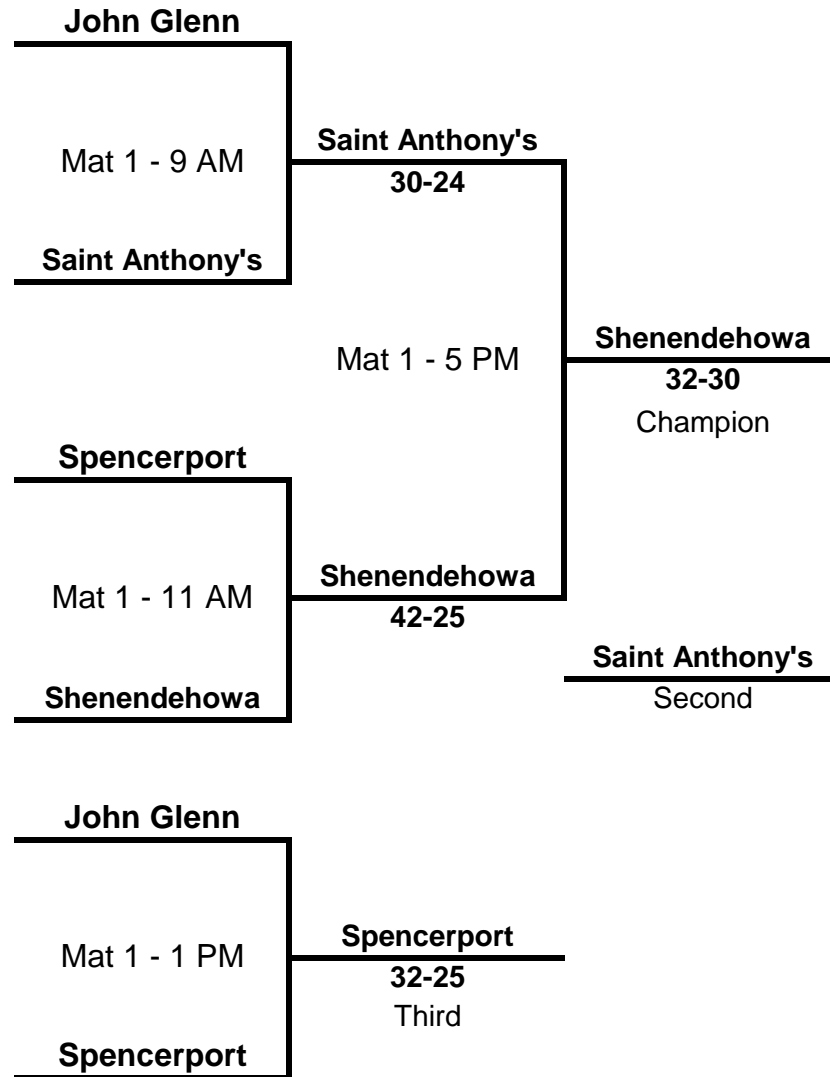 John Glenn
Mat 1 - 9 AM
Saint Anthony's
30-24
Saint Anthony's
Mat 1 - 5 PM
Shenendehowa
32-30
Champion
Spencerport
Mat 1 - 11 AM
Shenendehowa
42-25
Shenendehowa
Saint Anthony's
Second
John Glenn
Mat 1 - 1 PM
Spencerport
32-25
Third
Spencerport